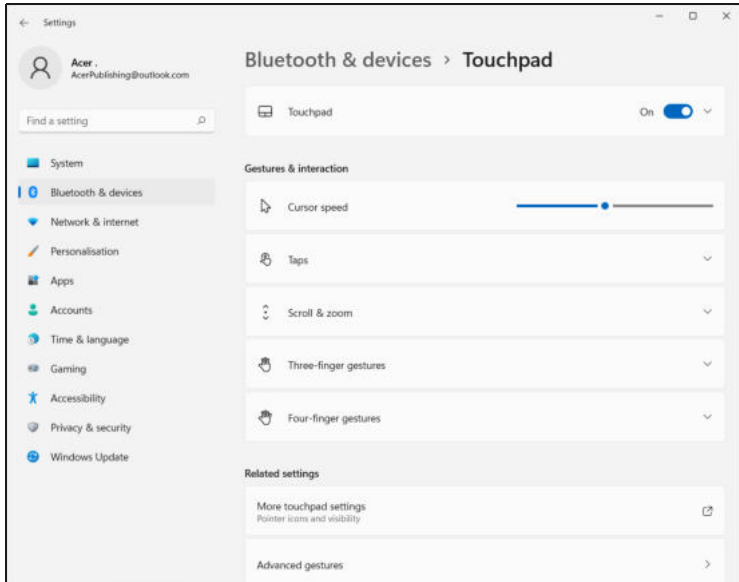 Settings
Acer .
AcerPublishing@outlook.com
Find a setting
System
Bluetooth & devices
Network & internet
Personalisation
Apps
Accounts
Time & language
Gaming
Accessibility
Privacy & security
Windows Update
Bluetooth & devices > Touchpad
Touchpad On
Gestures & interaction
Cursor speed
Taps
Scroll & zoom
Three-finger gestures
Four-finger gestures
Related settings
More touchpad settings
Pointer icons and visibility
Advanced gestures